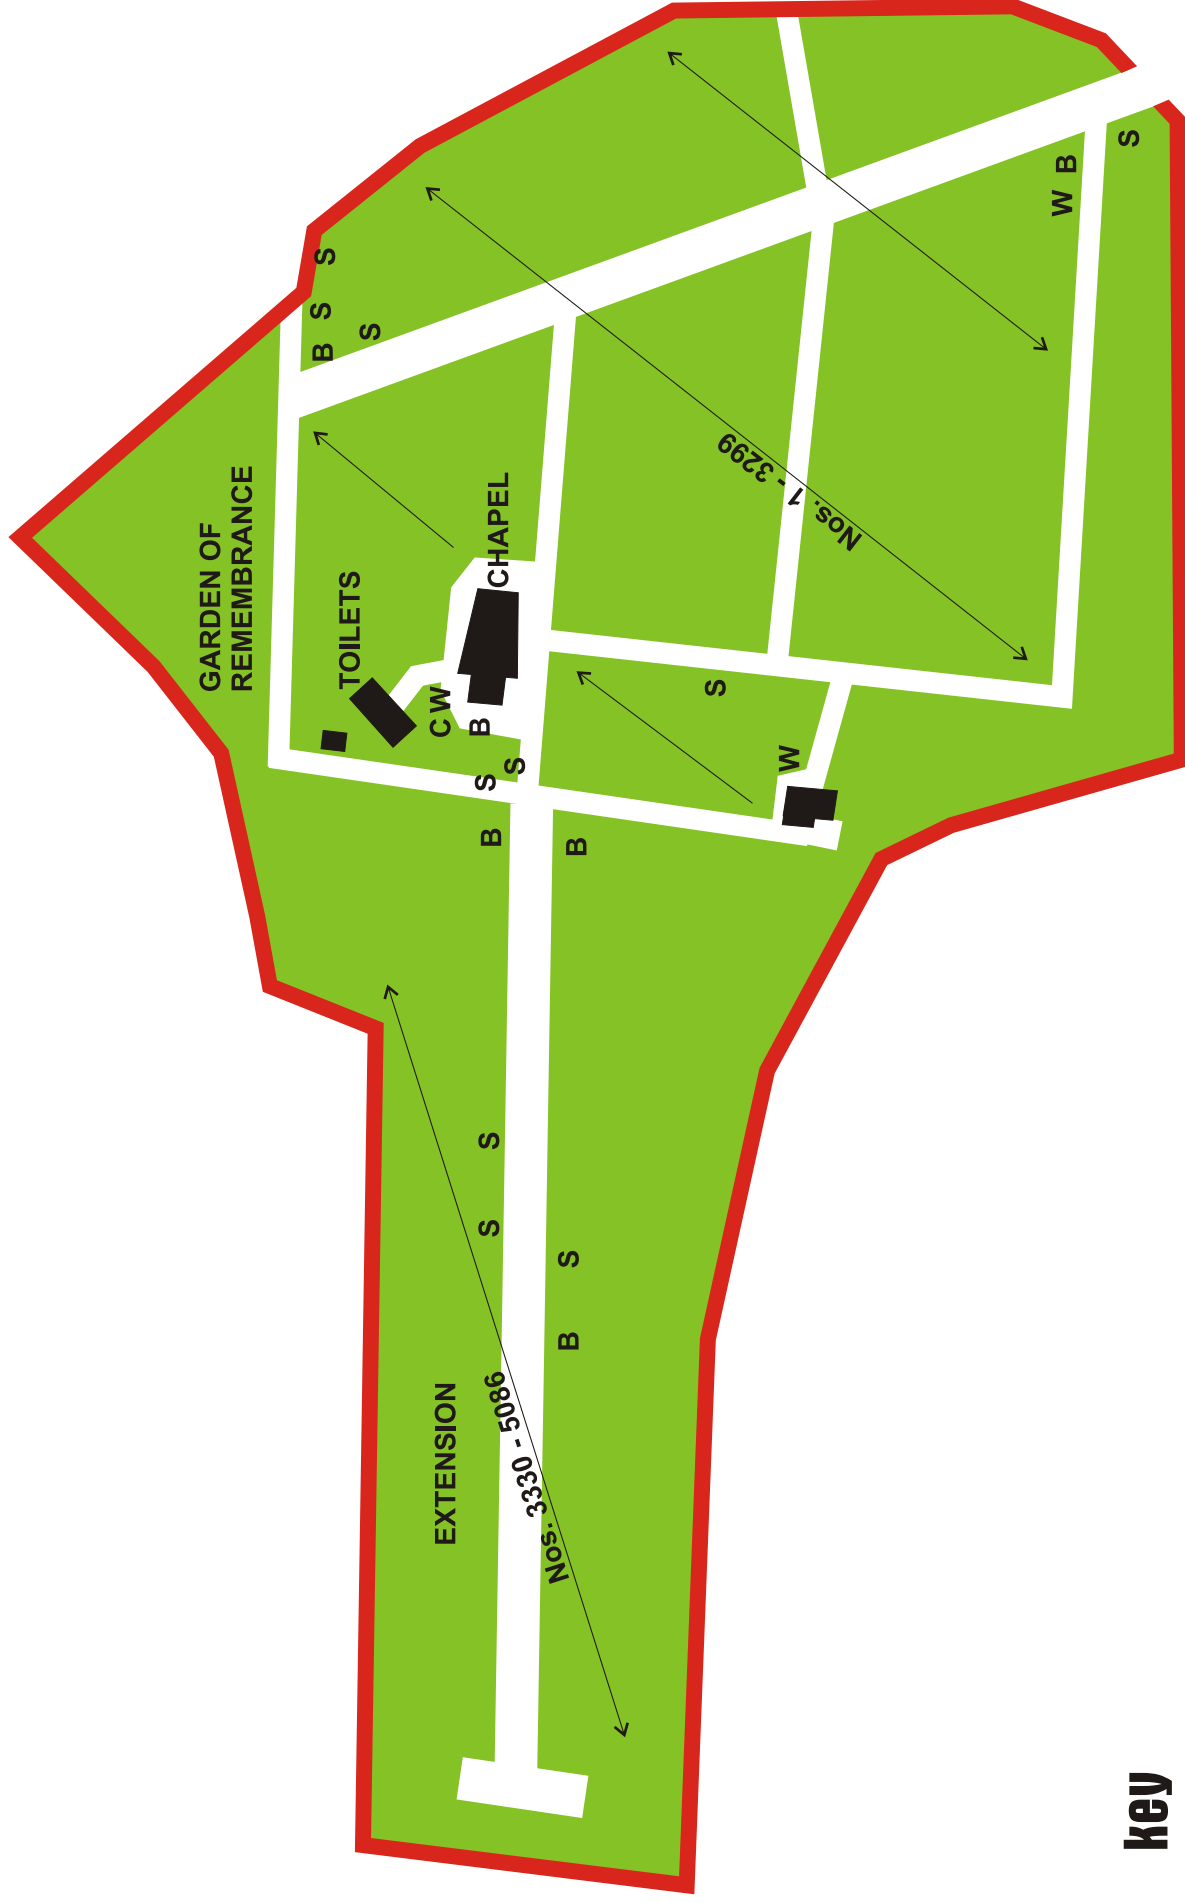 GARDEN OF
REMEMBRANCE
B S S
TOILETS
S
C W
EXTENSION
B
CHAPEL
S S
B S
S
Nos. 3330 - 5086
B S
B
S
W
Nos. 1 - 3299
W B
S
key